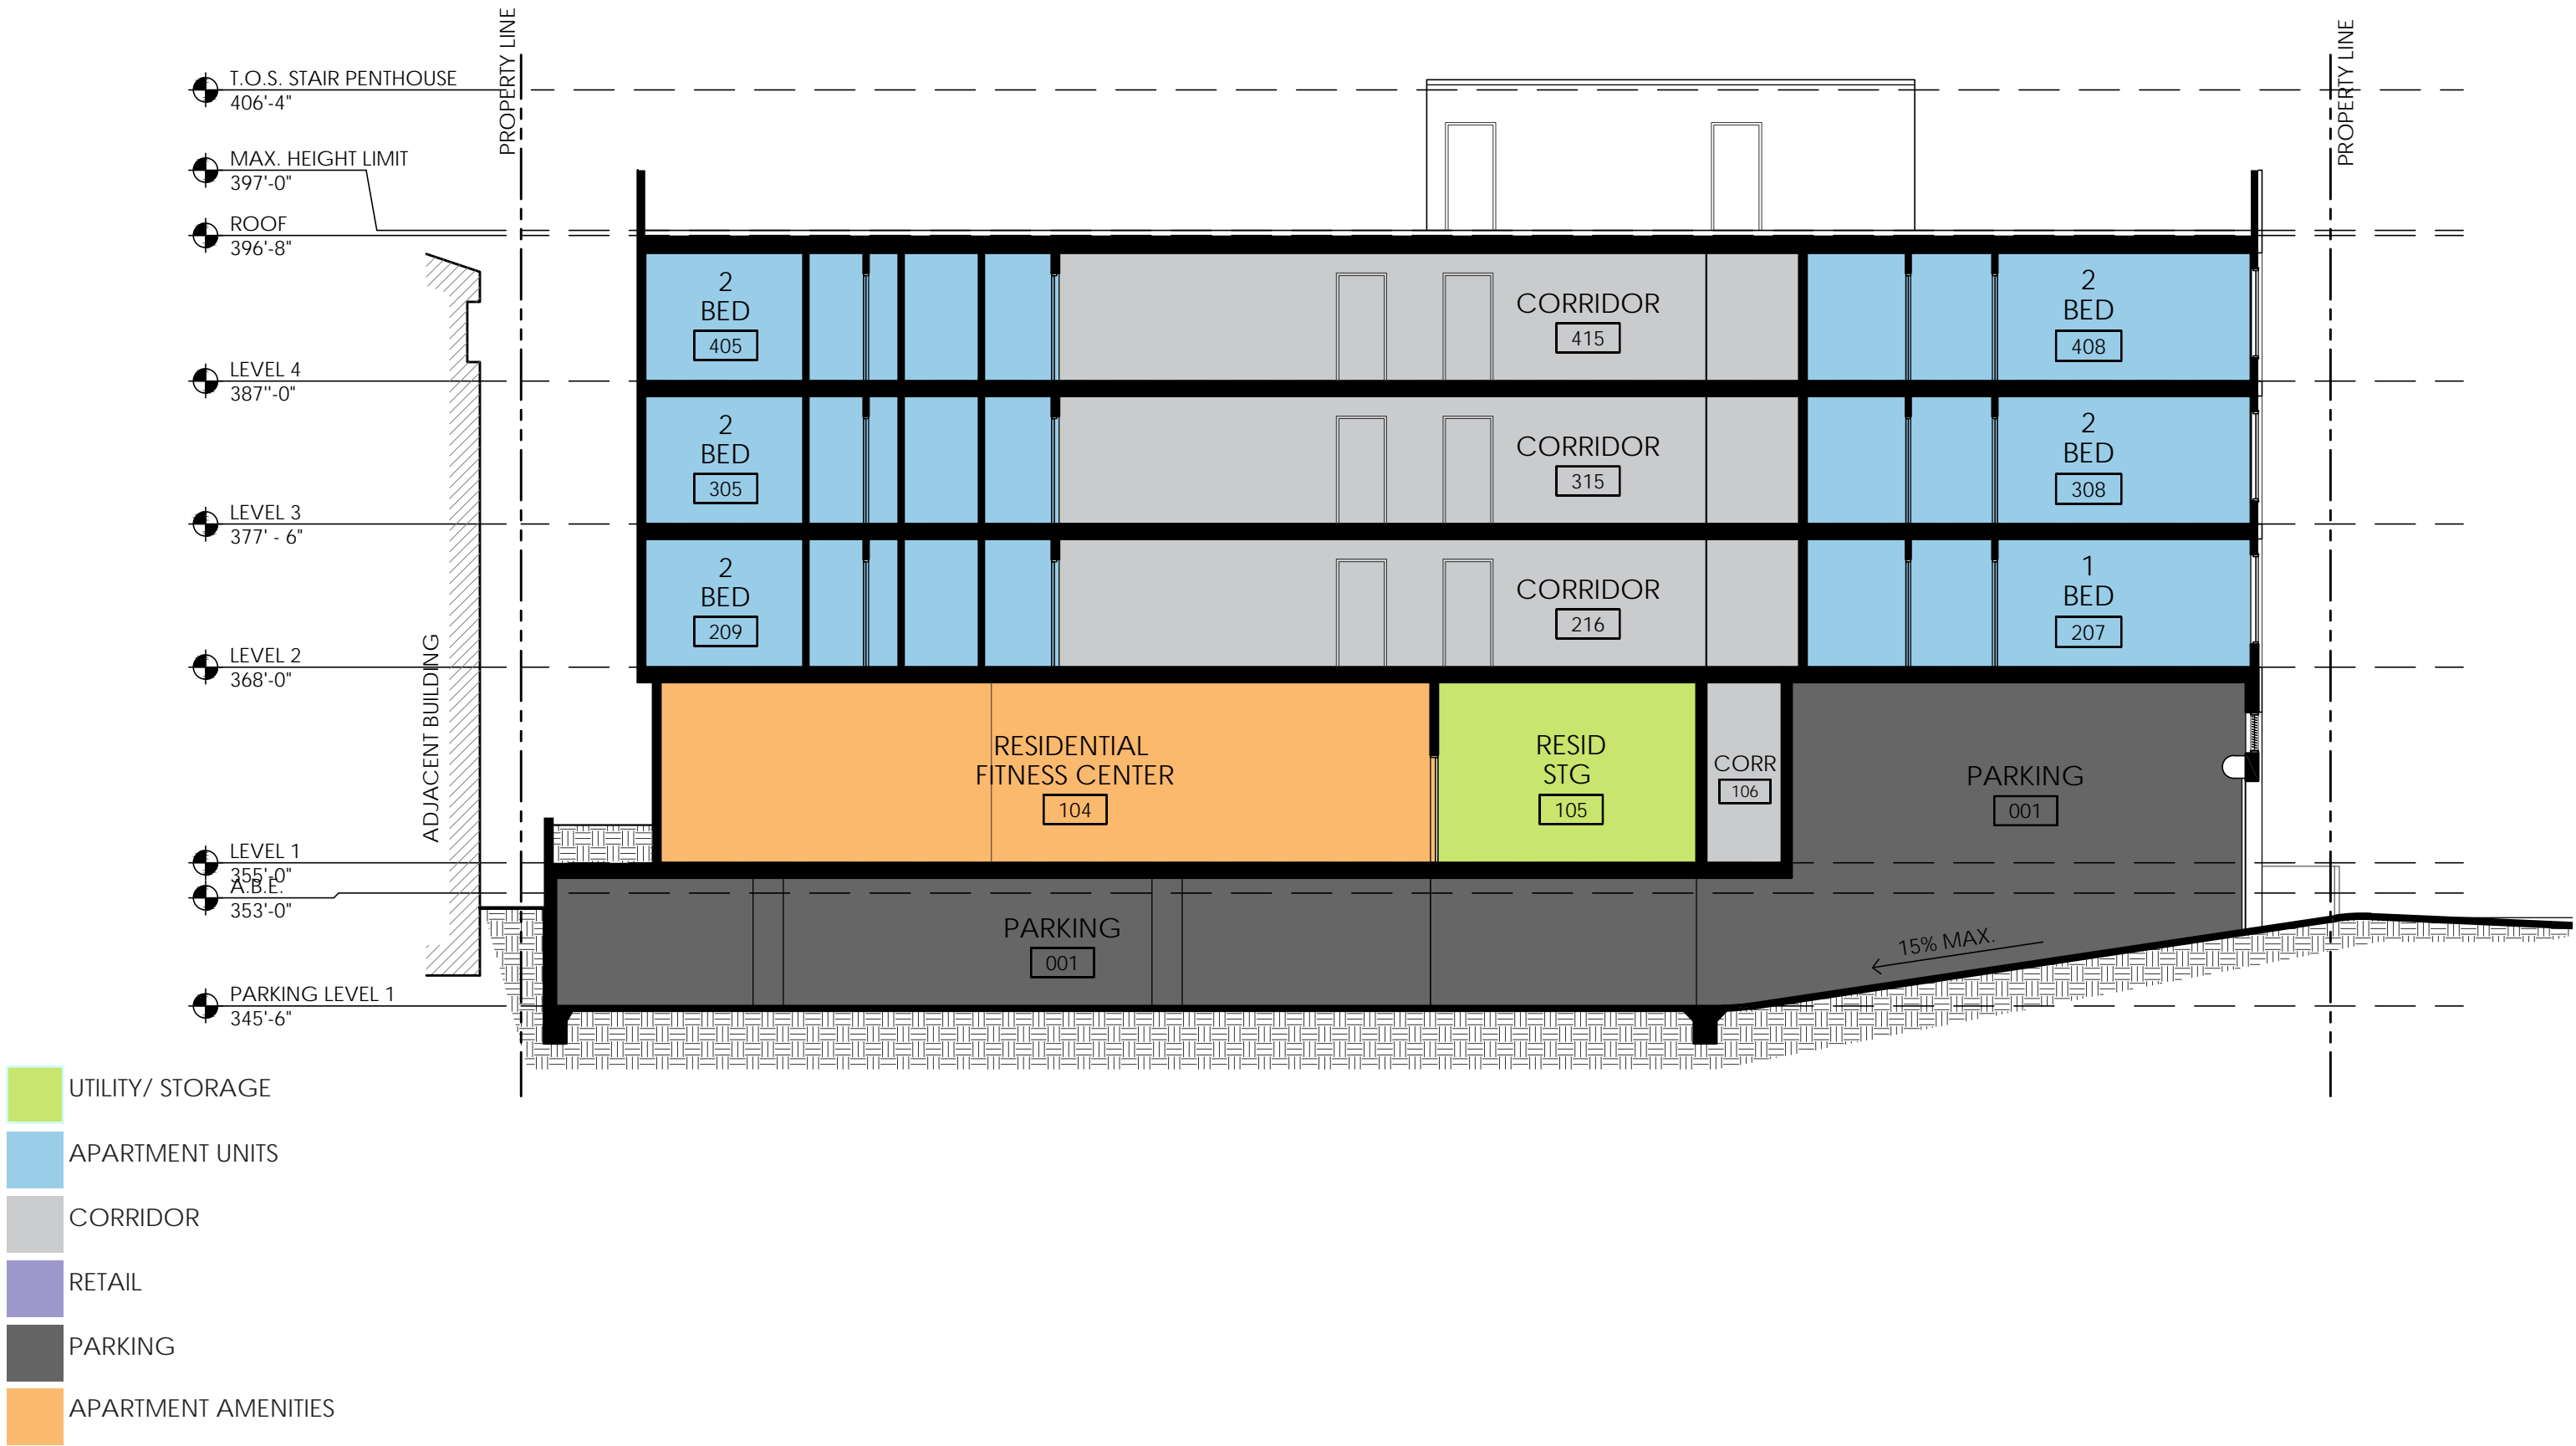 PROPERTY LINE
PROPERTY LINE
T.O.S. STAIR PENTHOUSE
406'-4"
MAX. HEIGHT LIMIT
397'-0"
ROOF
396'-8"
LEVEL 4
387''-0"
LEVEL 3
377' - 6"
LEVEL 2
368'-0"
LEVEL 1
355'-0"
A.B.E.
353'-0"
PARKING LEVEL 1
345'-6"
ADJACENT BUILDING
2
BED
405
CORRIDOR
415
2
BED
408
2
BED
305
CORRIDOR
315
2
BED
308
2
BED
209
CORRIDOR
216
1
BED
207
RESIDENTIAL
FITNESS CENTER
104
RESID
STG
105
CORR
106
PARKING
001
PARKING
001
15% MAX.
UTILITY/ STORAGE
APARTMENT UNITS
CORRIDOR
RETAIL
PARKING
APARTMENT AMENITIES